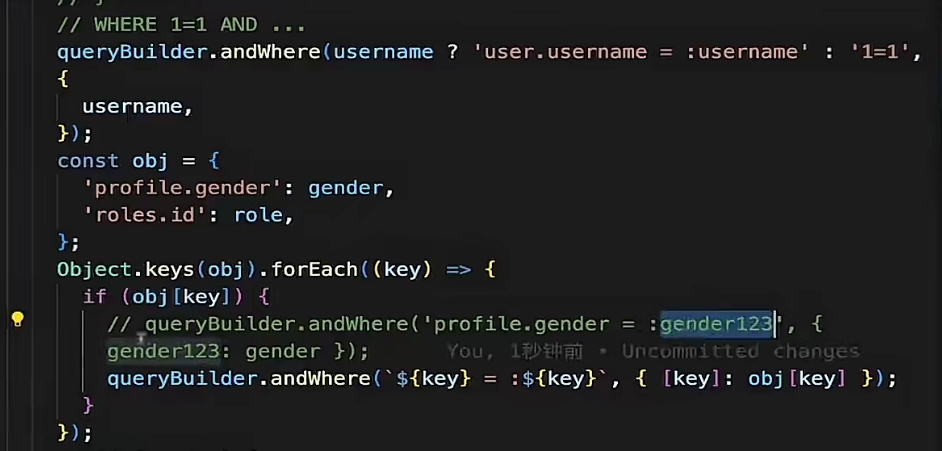 // WHERE 1=1 AND ...
queryBuilder.andWhere(username ? 'user.username = :username' : '1=1',
{
username,
});
const obj = {
'profile.gender': gender,
'roles.id': role,
};
Object.keys(obj).forEach((key) => {
if (obj[key]) {
// queryBuilder.andWhere('profile.gender = :gender123', {
gender123: gender }); You, 1秒钟前 • Uncommitted changes
queryBuilder.andWhere(`${key} = :${key}`, { [key]: obj[key] });
}
});